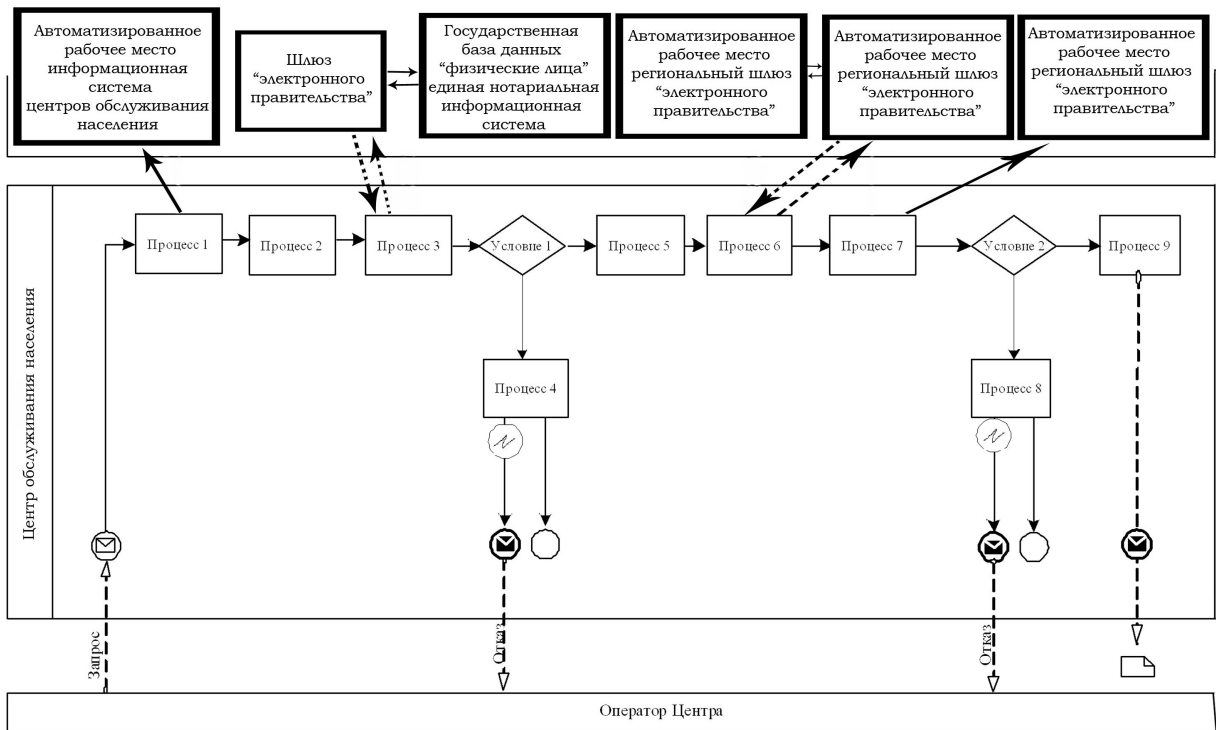 Автоматизированное
рабочее место
информационная
система
центров обслуживания
населения
Шлюз
“электронного
правительства”
Государственная
база данных
“физические лица”
единая нотариальная
информационная
система
Автоматизированное
рабочее место
региональный шлюз
“электронного
правительства”
Автоматизированное
рабочее место
региональный шлюз
“электронного
правительства”
Автоматизированное
рабочее место
региональный шлюз
“электронного
правительства”
Центр обслуживания населения
Процесс 1
Процесс 2
Процесс 3
Условие 1
Процесс 5
Процесс 6
Процесс 7
Условие 2
Процесс 9
Процесс 4
Процесс 8
N
N
Запрос
Отказ
Отказ
Оператор Центра